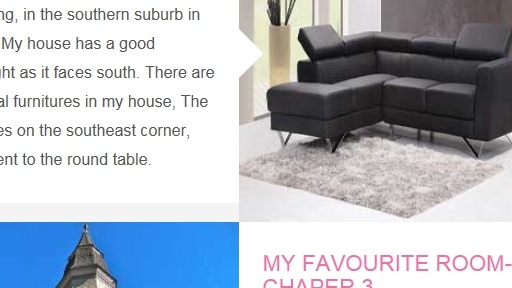 ng, in the southern suburb in
My house has a good
ht as it faces south. There are
al furnitures in my house, The
es on the southeast corner,
ent to the round table.
MY FAVOURITE ROOM-
CHAPER 3